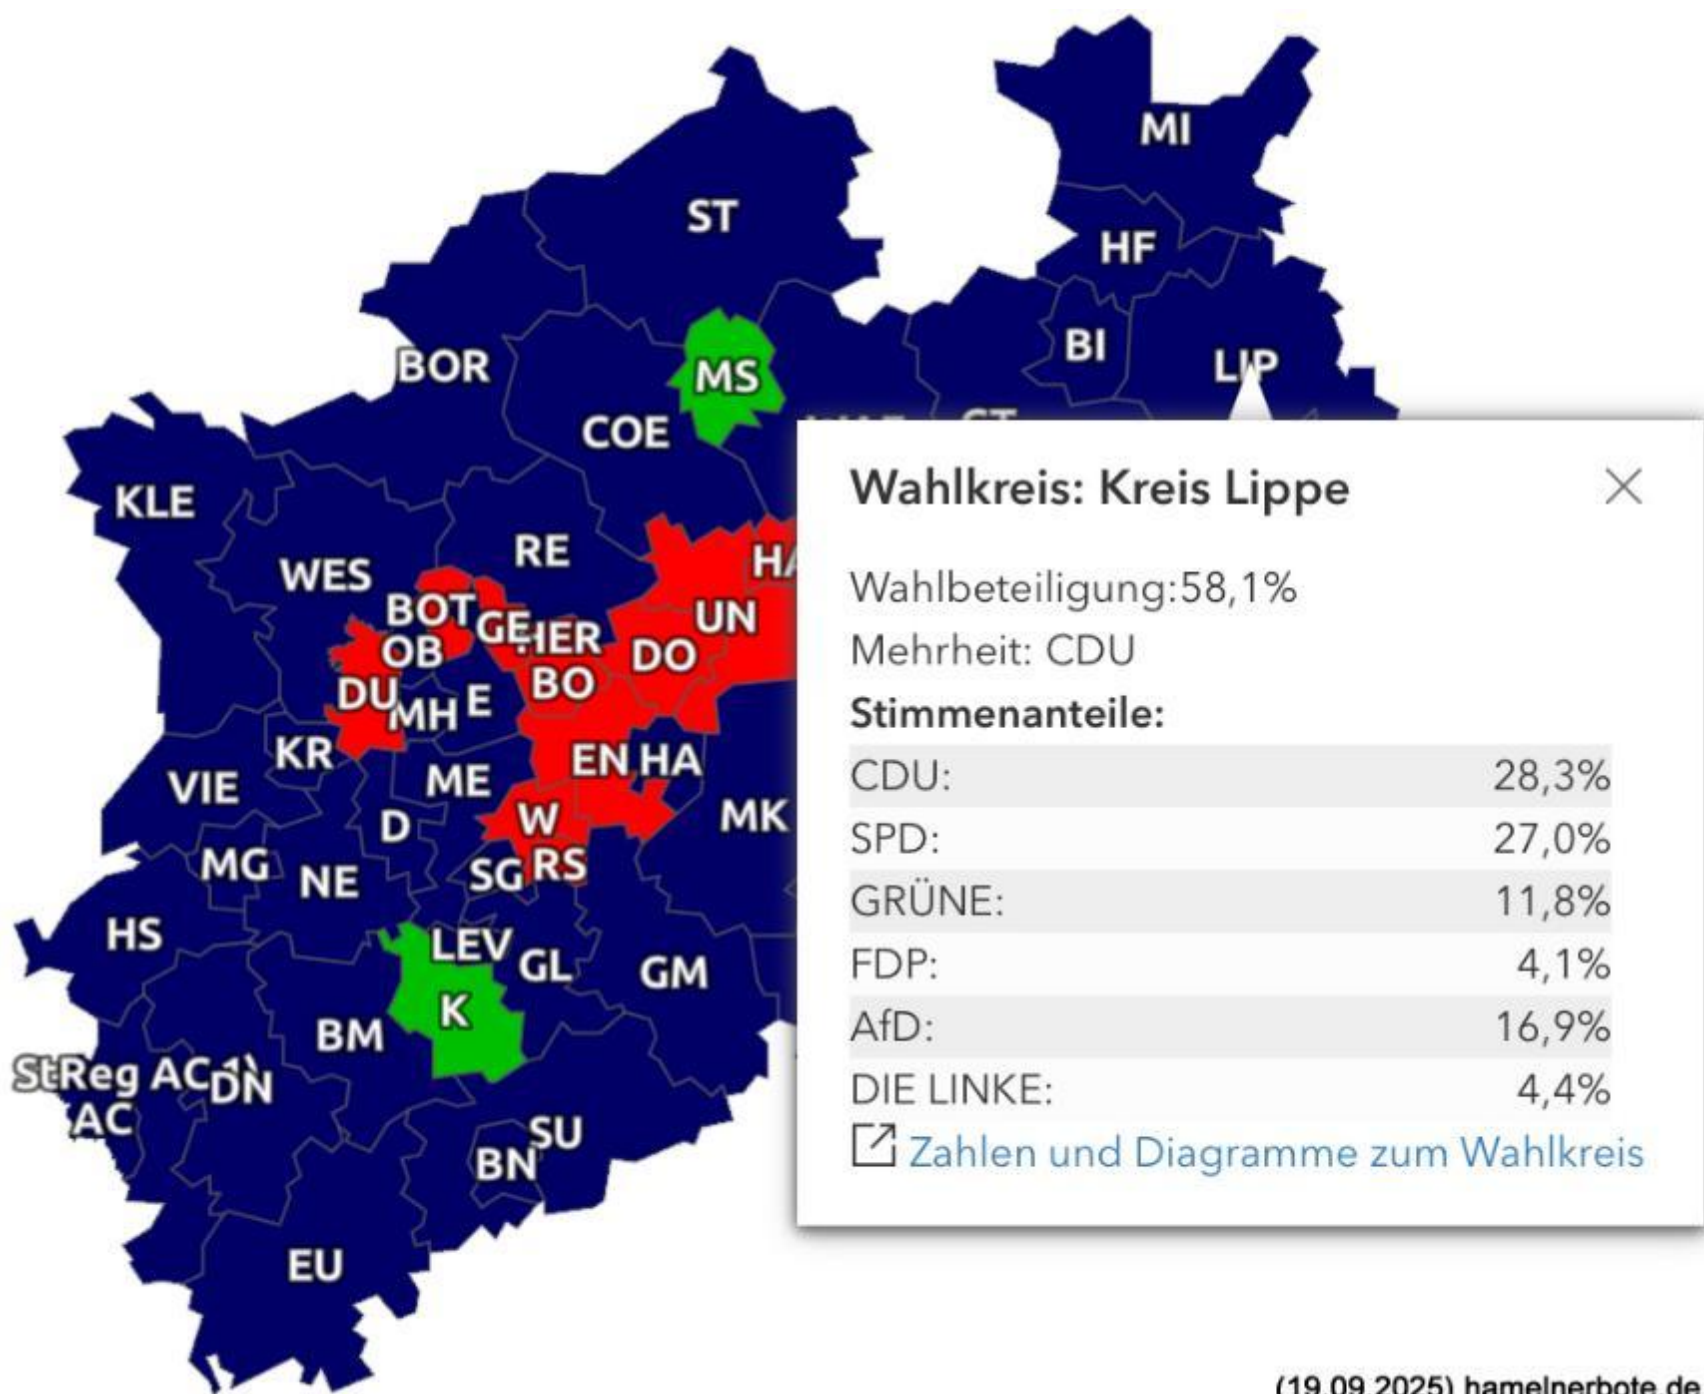 MI
ST
HF
BI
LIP
BOR
MS
COE
KLE
RE
WES
BOT
GE
HER
UN
OB
DO
DU
MH
E
BO
KR
EN
HA
VIE
ME
D
W
MK
MG
NE
SG
RS
HS
LEV
GL
GM
K
BM
StReg AC
DN
AC
SU
BN
EU
Wahlkreis: Kreis Lippe
Wahlbeteiligung:58,1%
Mehrheit: CDU
Stimmenanteile:
CDU: 28,3%
SPD: 27,0%
GRÜNE: 11,8%
FDP: 4,1%
AfD: 16,9%
DIE LINKE: 4,4%
Zahlen und Diagramme zum Wahlkreis
(19.09.2025) hamelnerbote.de